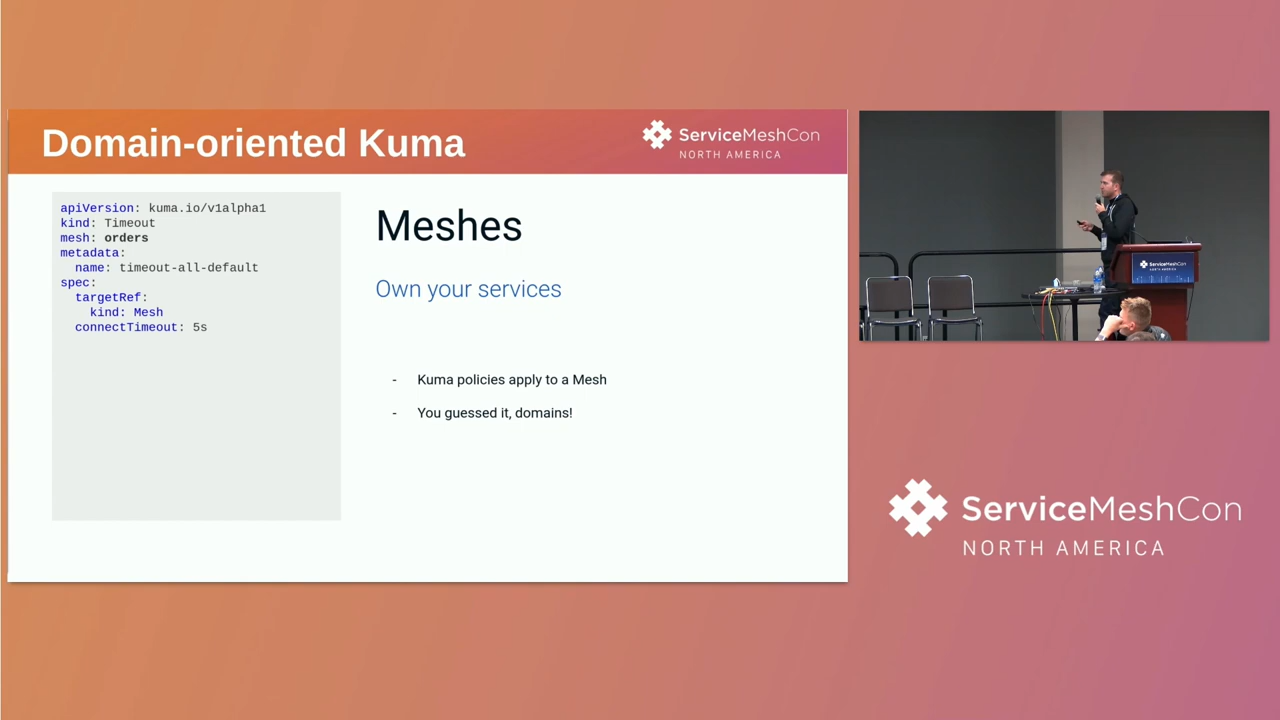 Domain-oriented Kuma
ServiceMeshCon
NORTH AMERICA
apiVersion: kuma.io/v1alpha1
kind: Timeout
mesh: orders
metadata:
  name: timeout-all-default
spec:
  targetRef:
    kind: Mesh
  connectTimeout: 5s
Meshes
Own your services
- Kuma policies apply to a Mesh
- You guessed it, domains!
ServiceMeshCon
ServiceMeshCon
NORTH AMERICA